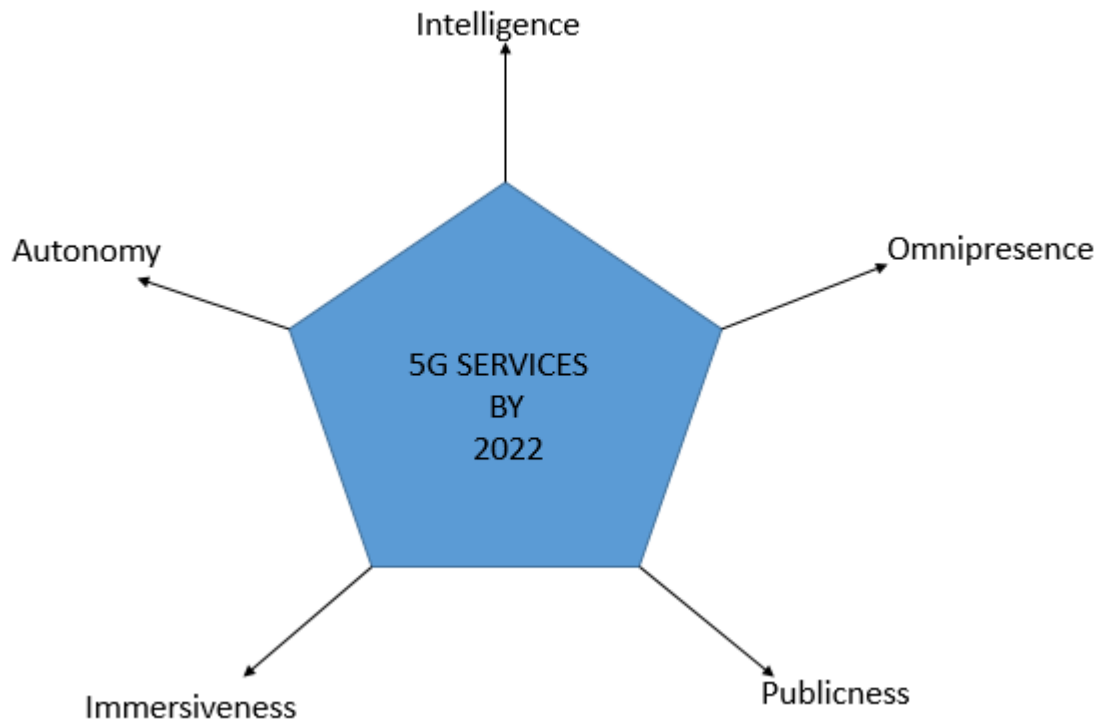 Intelligence
Autonomy
Omnipresence
5G SERVICES
BY
2022
Immersiveness
Publicness